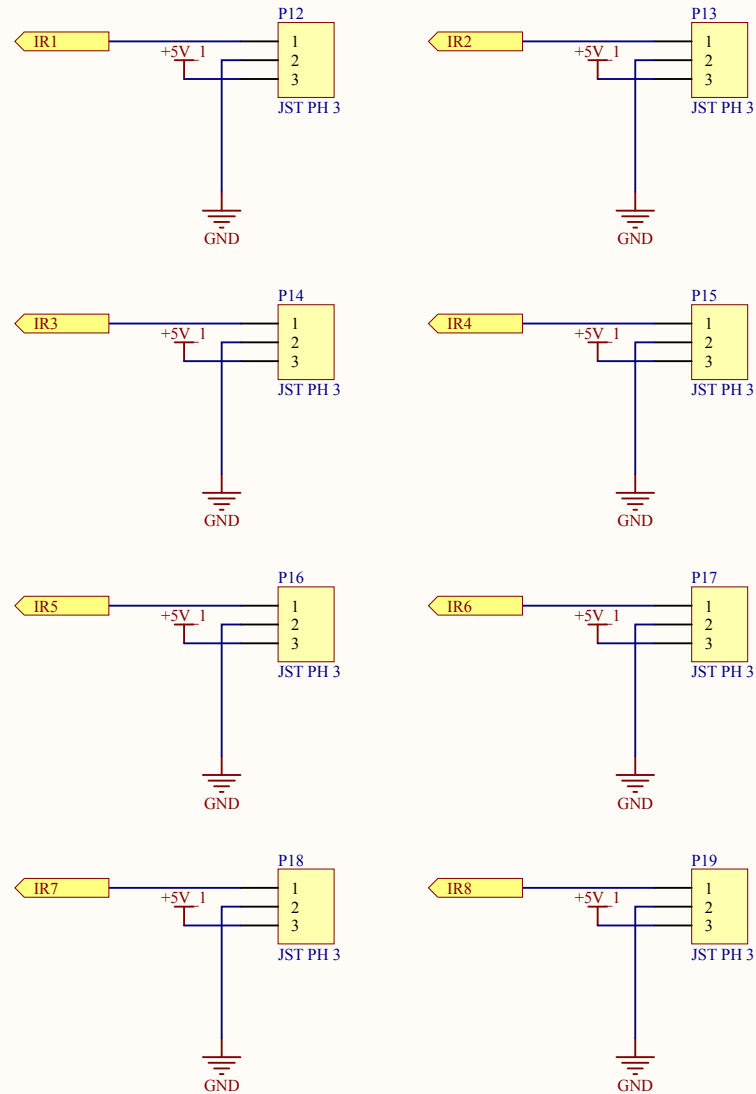 P12
IR1
+5V_1
1
2
3
JST PH 3
GND
P13
IR2
+5V_1
1
2
3
JST PH 3
GND
P14
IR3
+5V_1
1
2
3
JST PH 3
GND
P15
IR4
+5V_1
1
2
3
JST PH 3
GND
P16
IR5
+5V_1
1
2
3
JST PH 3
GND
P17
IR6
+5V_1
1
2
3
JST PH 3
GND
P18
IR7
+5V_1
1
2
3
JST PH 3
GND
P19
IR8
+5V_1
1
2
3
JST PH 3
GND